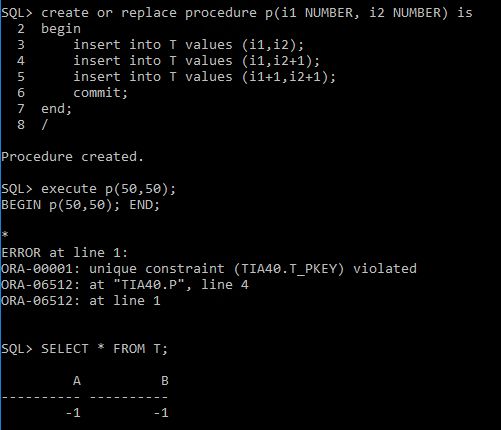 SQL> create or replace procedure p(i1 NUMBER, i2 NUMBER) is
  2  begin
  3      insert into T values (i1,i2);
  4      insert into T values (i1,i2+1);
  5      insert into T values (i1+1,i2+1);
  6      commit;
  7  end;
  8  /
Procedure created.
SQL> execute p(50,50);
BEGIN p(50,50); END;
*
ERROR at line 1:
ORA-00001: unique constraint (TIA40.T_PKEY) violated
ORA-06512: at "TIA40.P", line 4
ORA-06512: at line 1
SQL> SELECT * FROM T;
         A          B
---------- ----------
        -1         -1